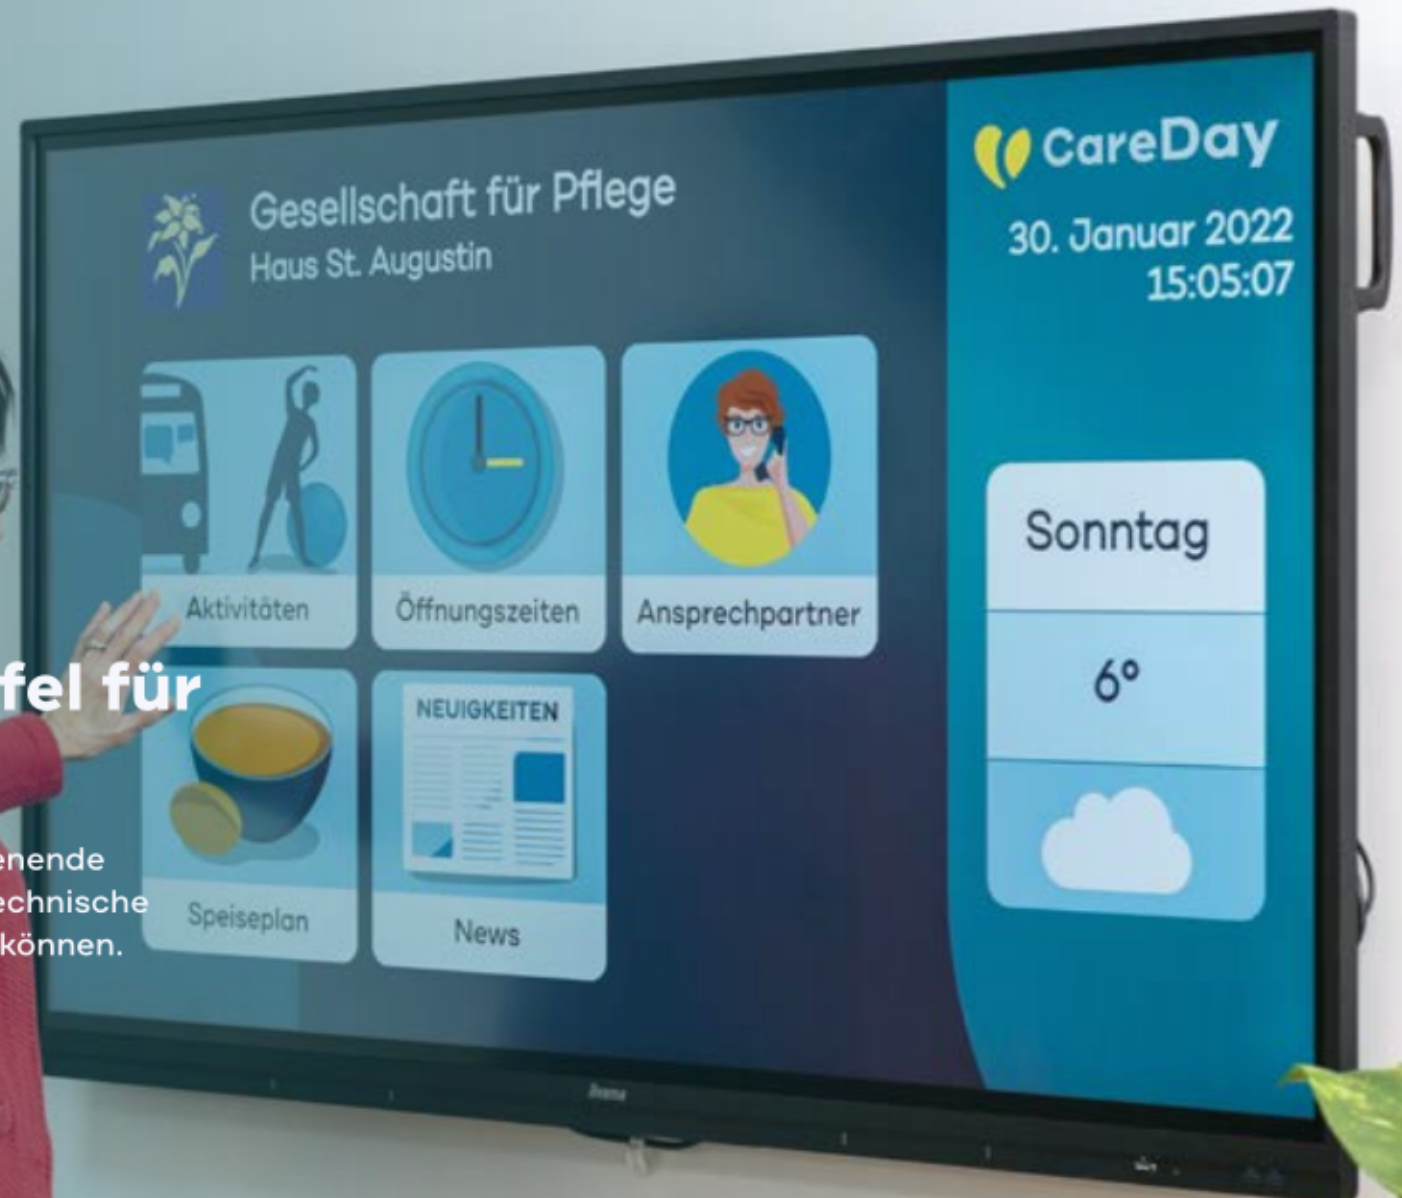 Gesellschaft für Pflege
Haus St. Augustin
CareDay
30. Januar 2022
15:05:07
Aktivitäten
Öffnungszeiten
Ansprechpartner
Sonntag
6°
fel für
NEUIGKEITEN
Speiseplan
News
enende
echnische
können.
iiyama